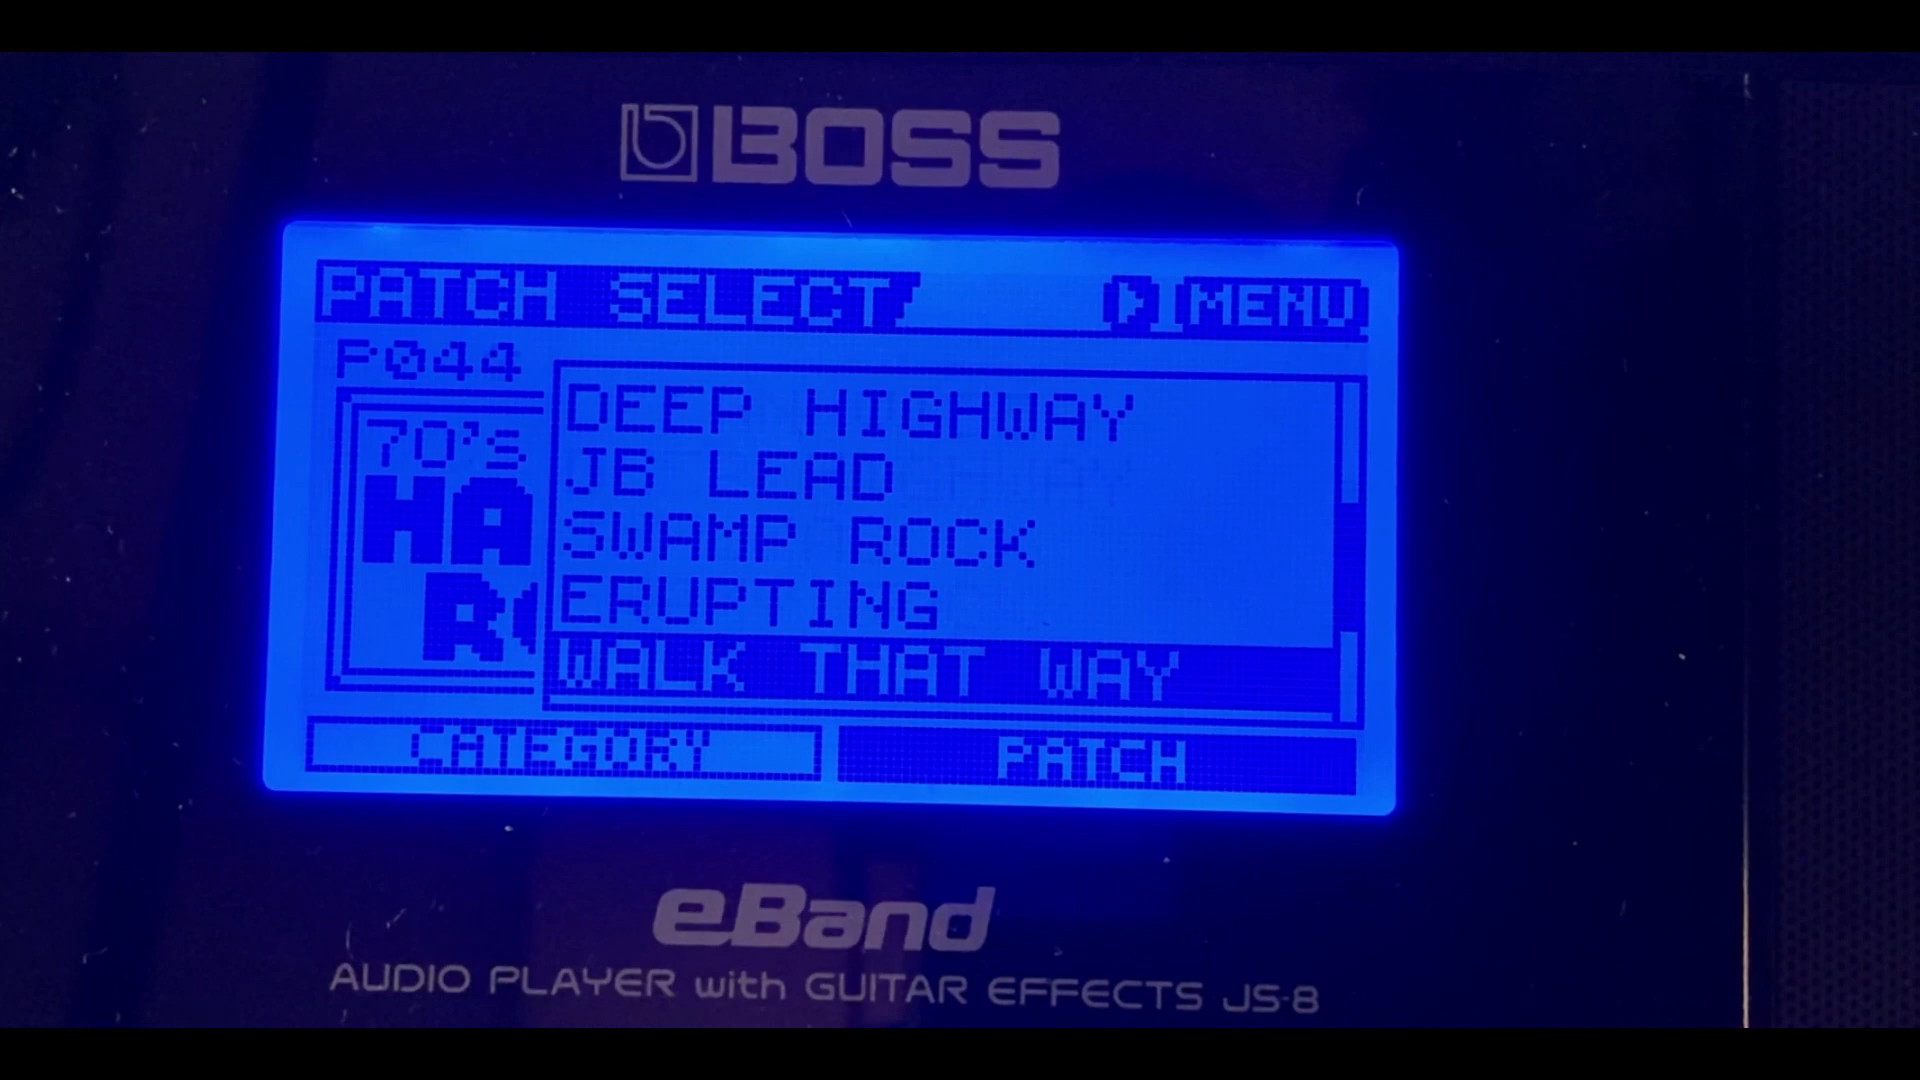 BOSS
PATCH SELECT MENU
P044
70's
HA
DEEP HIGHWAY
JB LEAD
SWAMP ROCK
ERUPTING
WALK THAT WAY
CATEGORY PATCH
eBand
AUDIO PLAYER with GUITAR EFFECTS JS-8